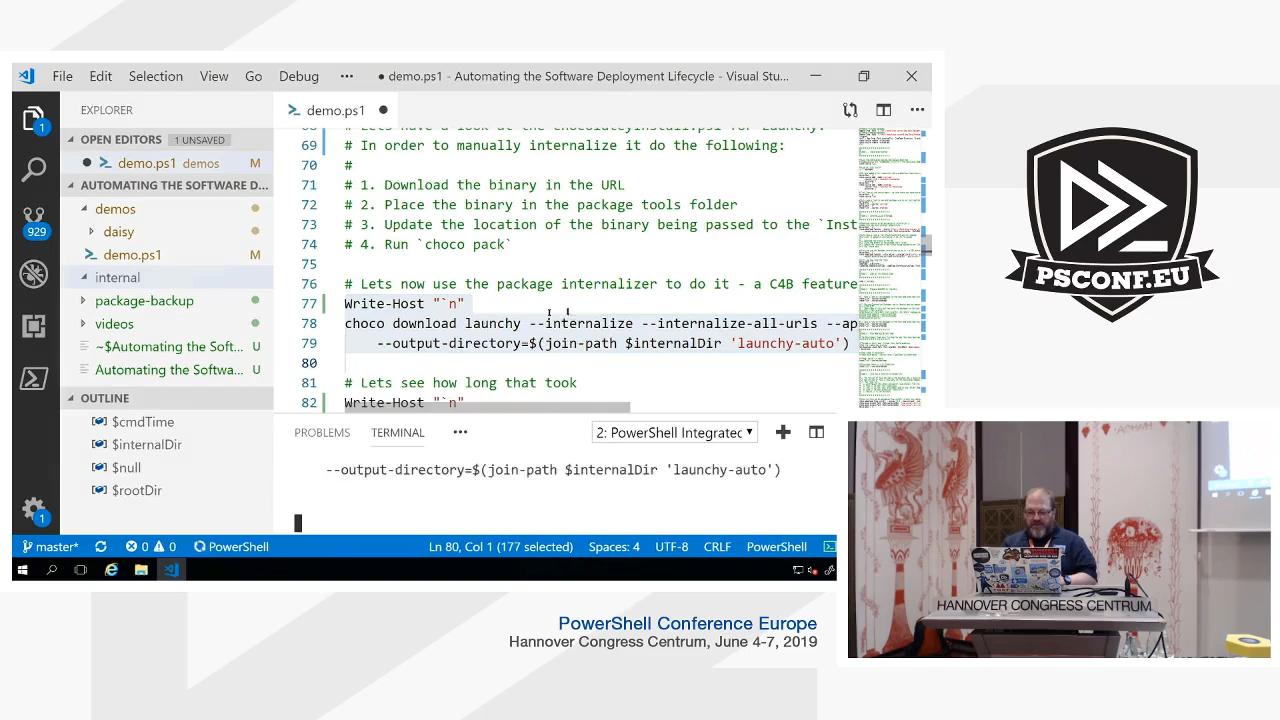 File Edit Selection View Go Debug ••• ● demo.ps1 - Automating the Software Deployment Lifecycle - Visual Stu...
EXPLORER
OPEN EDITORS 1 UNSAVED
demo.ps1 demos M
AUTOMATING THE SOFTWARE D...
demos
daisy
demo.ps1 M
internal
package-backup
videos
~$Automating the S... U
Automating the Softwa... U
OUTLINE
$cmdTime
$internalDir
$null
$rootDir
1
929
1
demo.ps1
69 # In order to manually internalize it do the following:
70 #
71 # 1. Download the binary in the URL
72 # 2. Place the binary in the package tools folder
73 # 3. Update the location of the binary being passed to the `Inst
74 # 4. Run `choco pack`
75
76 # Lets now use the package internalizer to do it - a C4B feature
77 Write-Host "`n"
78 choco download launchy --internalize --internalize-all-urls --ap
79 --output-directory=$(join-path $internalDir 'launchy-auto')
80
81 # Lets see how long that took
82 Write-Host
PROBLEMS TERMINAL ••• 2: PowerShell Integratec
--output-directory=$(join-path $internalDir 'launchy-auto')
master* 0 0 PowerShell Ln 80, Col 1 (177 selected) Spaces: 4 UTF-8 CRLF PowerShell
PSCONF.EU
HANNOVER CONGRESS CENTRUM
PowerShell Conference Europe
Hannover Congress Centrum, June 4-7, 2019